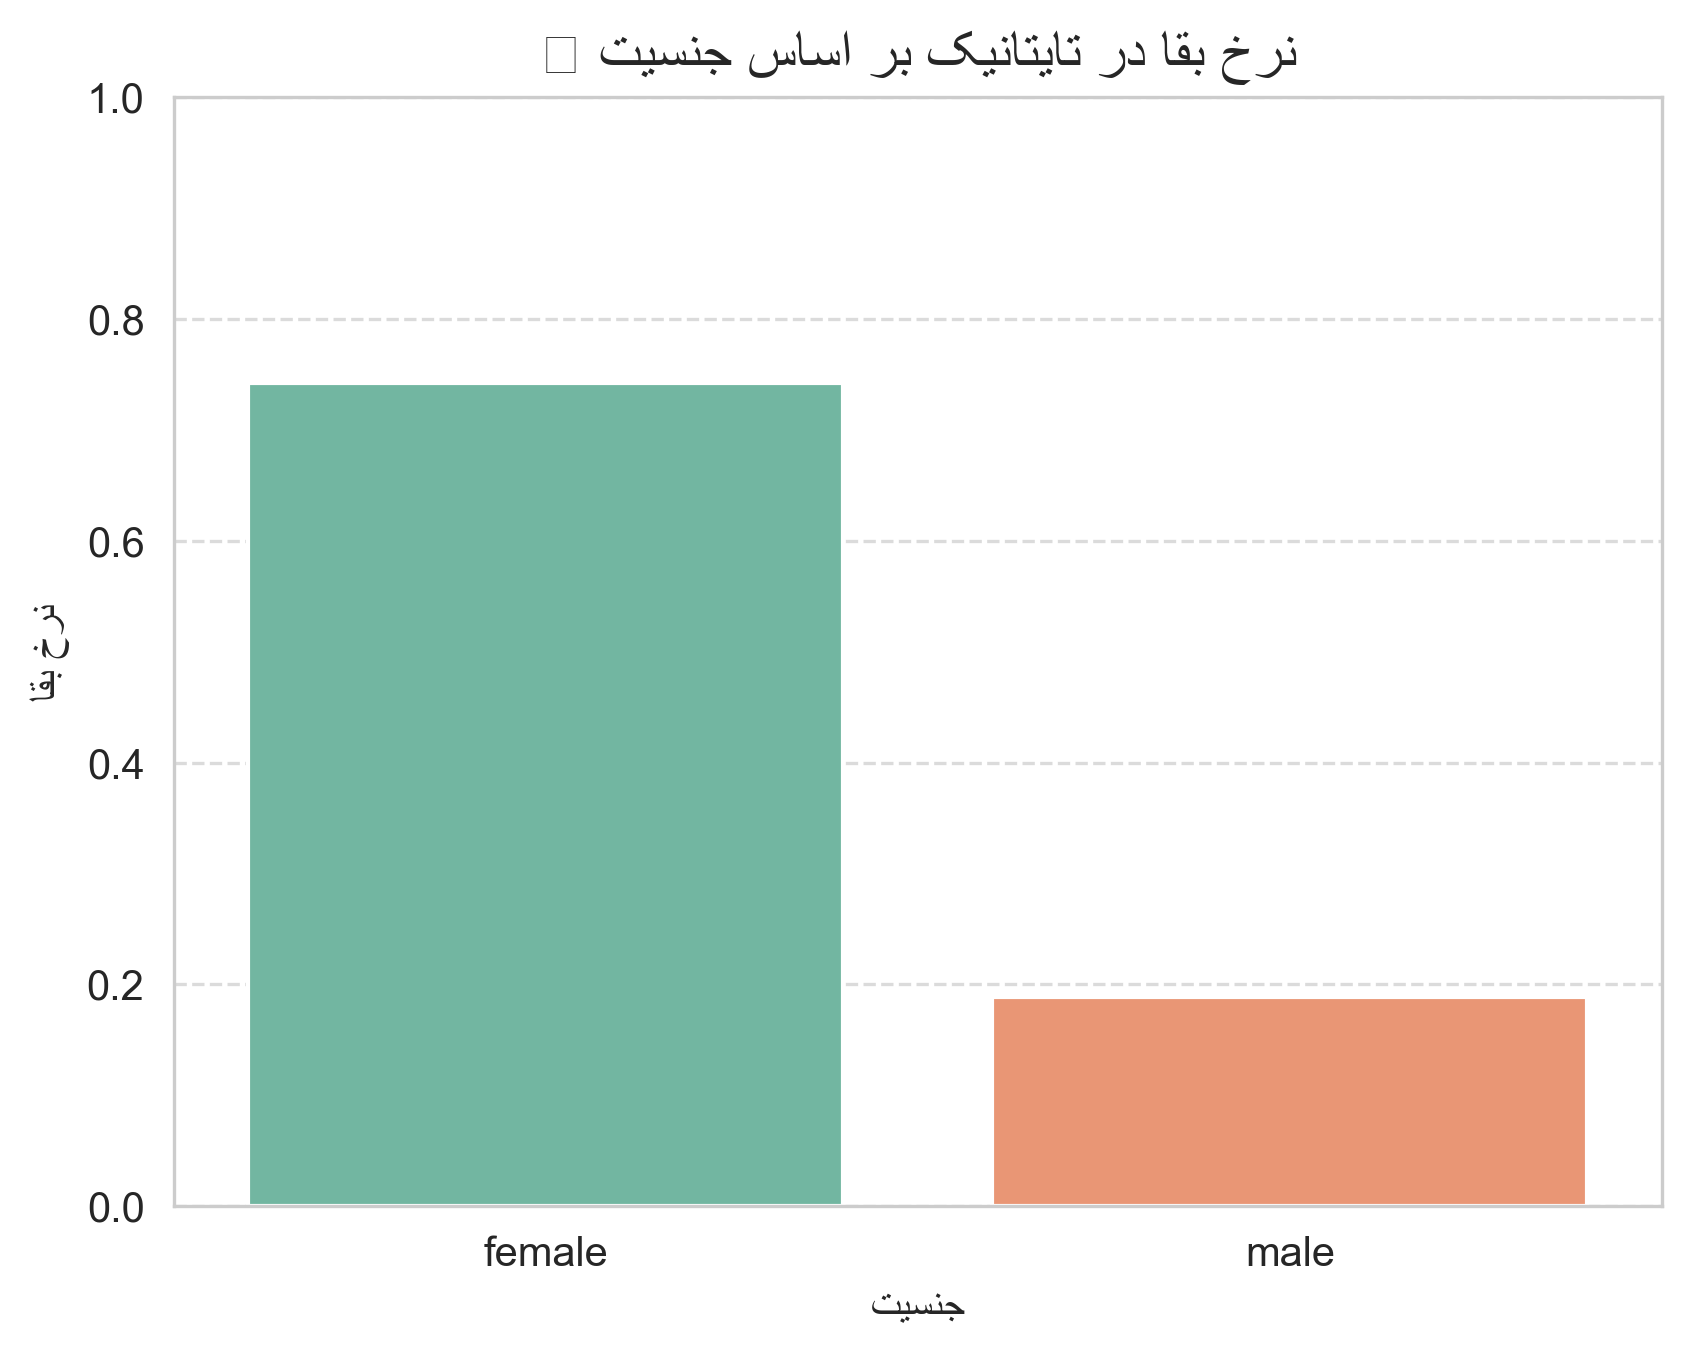 نرخ بقا در تایتانیک بر اساس جنسیت
1.0
0.8
0.6
0.4
0.2
0.0
نرخ بقا
female
male
جنسیت